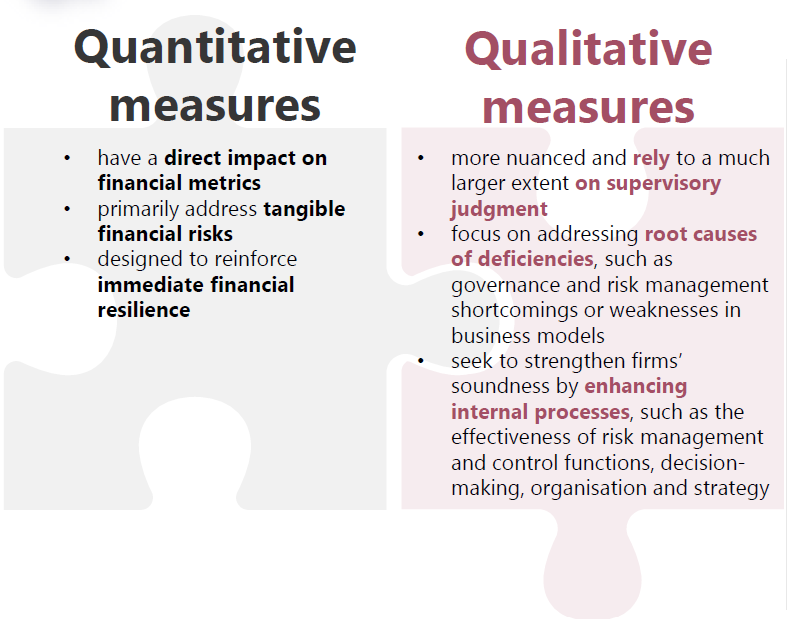 Quantitative
measures
• have a direct impact on
financial metrics
• primarily address tangible
financial risks
• designed to reinforce
immediate financial
resilience
Qualitative
measures
• more nuanced and rely to a much
larger extent on supervisory
judgment
• focus on addressing root causes
of deficiencies, such as
governance and risk management
shortcomings or weaknesses in
business models
• seek to strengthen firms’
soundness by enhancing
internal processes, such as the
effectiveness of risk management
and control functions, decision-
making, organisation and strategy